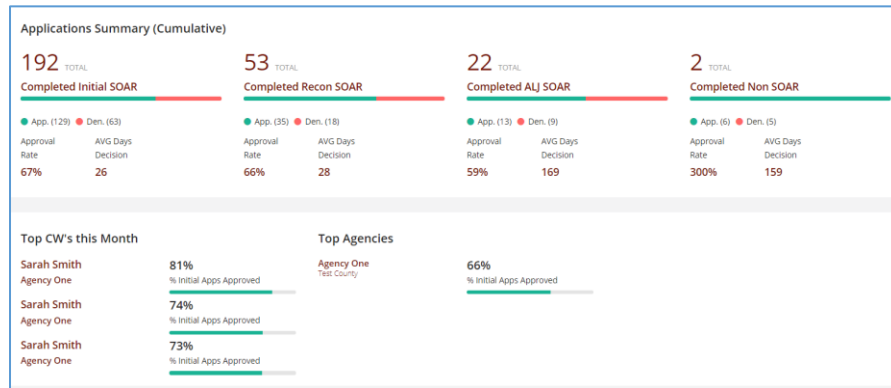 Applications Summary (Cumulative)
192 TOTAL
Completed Initial SOAR
App. (129) Den. (63)
Approval Rate
67%
AVG Days Decision
26
53 TOTAL
Completed Recon SOAR
App. (35) Den. (18)
Approval Rate
66%
AVG Days Decision
28
22 TOTAL
Completed ALJ SOAR
App. (13) Den. (9)
Approval Rate
59%
AVG Days Decision
169
2 TOTAL
Completed Non SOAR
App. (6) Den. (5)
Approval Rate
300%
AVG Days Decision
159
Top CW's this Month
Sarah Smith
Agency One
81%
% Initial Apps Approved
Sarah Smith
Agency One
74%
% Initial Apps Approved
Sarah Smith
Agency One
73%
% Initial Apps Approved
Top Agencies
Agency One
Test County
66%
% Initial Apps Approved